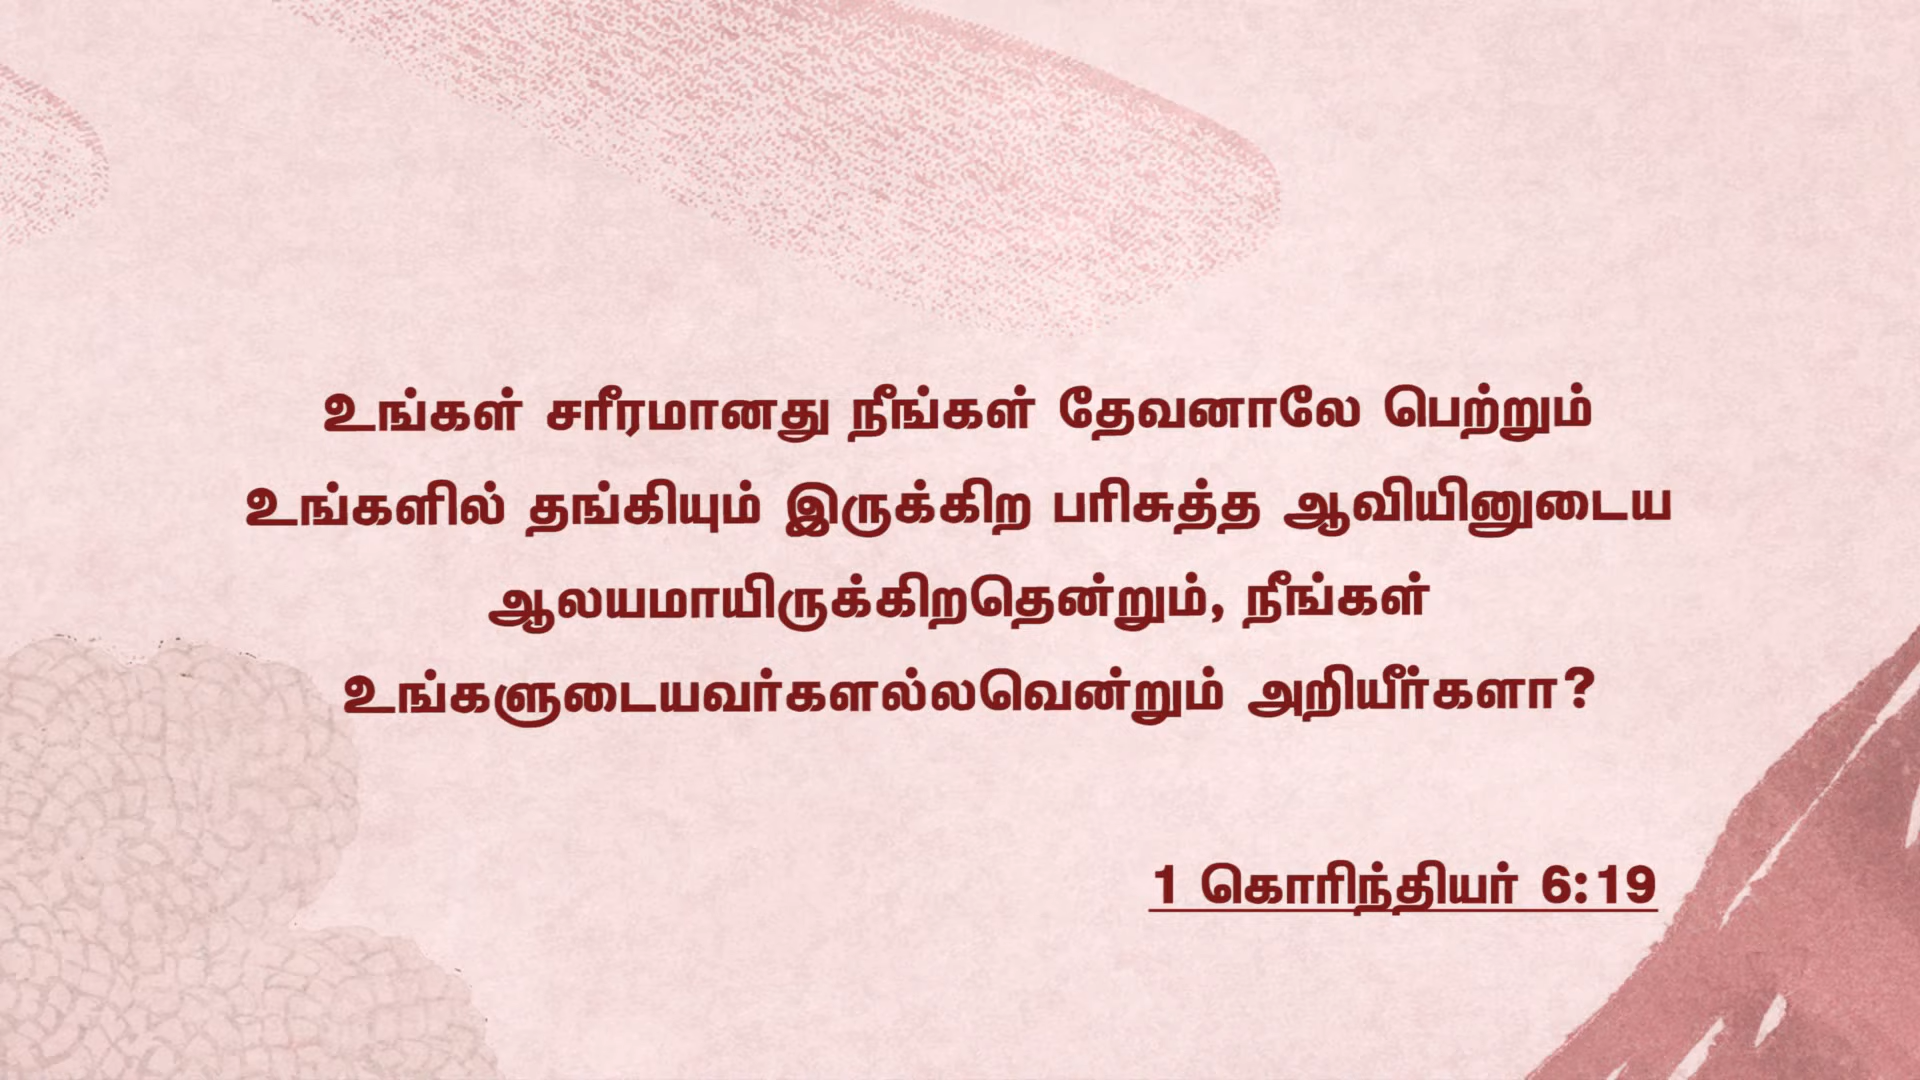 உங்கள் சரீரமானது நீங்கள் தேவனாலே பெற்றும்
உங்களில் தங்கியும் இருக்கிற பரிசுத்த ஆவியினுடைய
ஆலயமாயிருக்கிறதென்றும், நீங்கள்
உங்களுடையவர்களல்லவென்றும் அறியீர்களா?
1 கொரிந்தியர் 6:19